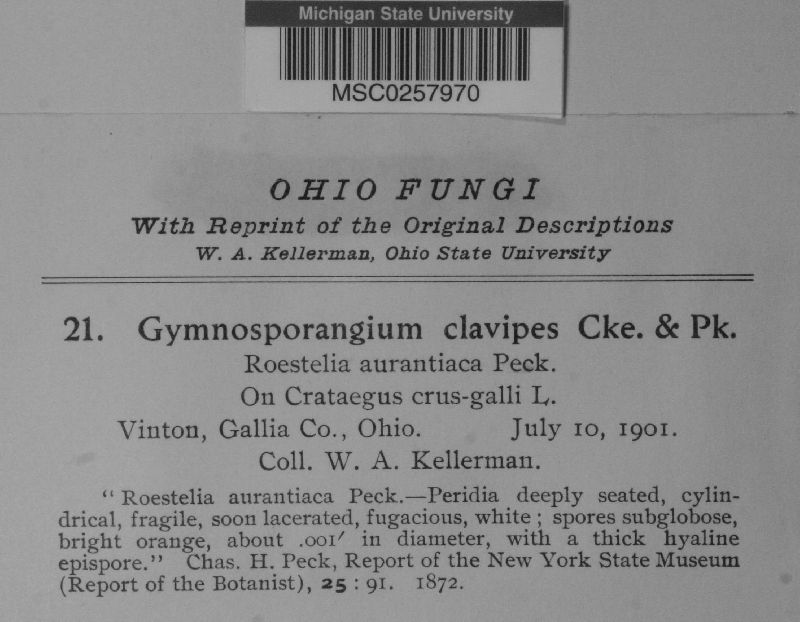 Michigan State University
MSC0257970
OHIO FUNGI
With Reprint of the Original Descriptions
W. A. Kellerman, Ohio State University
21. Gymnosporangium clavipes Cke. & Pk.
Roestelia aurantiaca Peck.
On Crataegus crus-galli L.
Vinton, Gallia Co., Ohio. July 10, 1901.
Coll. W. A. Kellerman.
“Roestelia aurantiaca Peck.—Peridia deeply seated, cylin-
drical, fragile, soon lacerated, fugacious, white; spores subglobose,
bright orange, about .001′ in diameter, with a thick hyaline
epispore.” Chas. H. Peck, Report of the New York State Museum
(Report of the Botanist), 25 : 91. 1872.